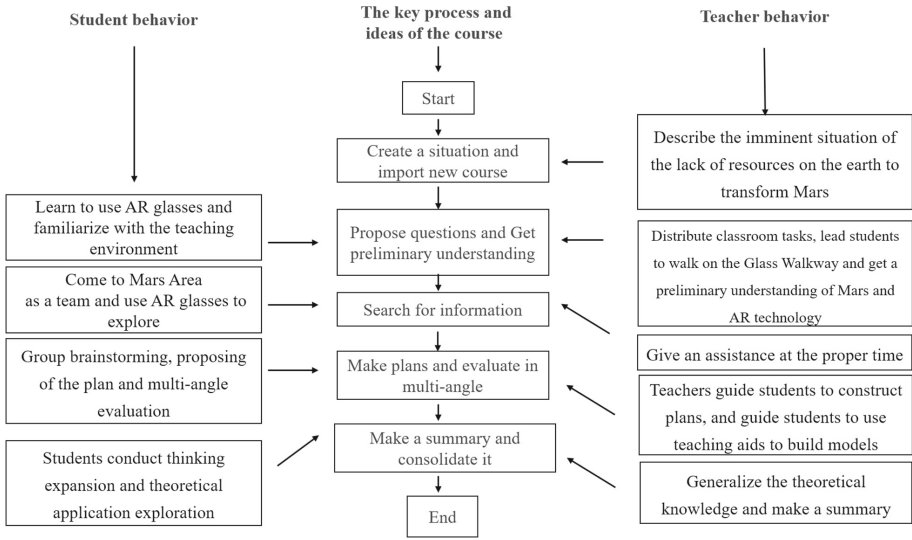 Student behavior
The key process and
ideas of the course
Teacher behavior
Start
Create a situation and
import new course
Propose questions and Get
preliminary understanding
Search for information
Make plans and evaluate in
multi-angle
Make a summary and
consolidate it
End
Learn to use AR glasses and
familiarize with the teaching
environment
Come to Mars Area
as a team and use AR glasses to
explore
Group brainstorming, proposing
of the plan and multi-angle
evaluation
Students conduct thinking
expansion and theoretical
application exploration
Describe the imminent situation of
the lack of resources on the earth to
transform Mars
Distribute classroom tasks, lead students
to walk on the Glass Walkway and get a
preliminary understanding of Mars and
AR technology
Give an assistance at the proper time
Teachers guide students to construct
plans, and guide students to use
teaching aids to build models
Generalize the theoretical
knowledge and make a summary